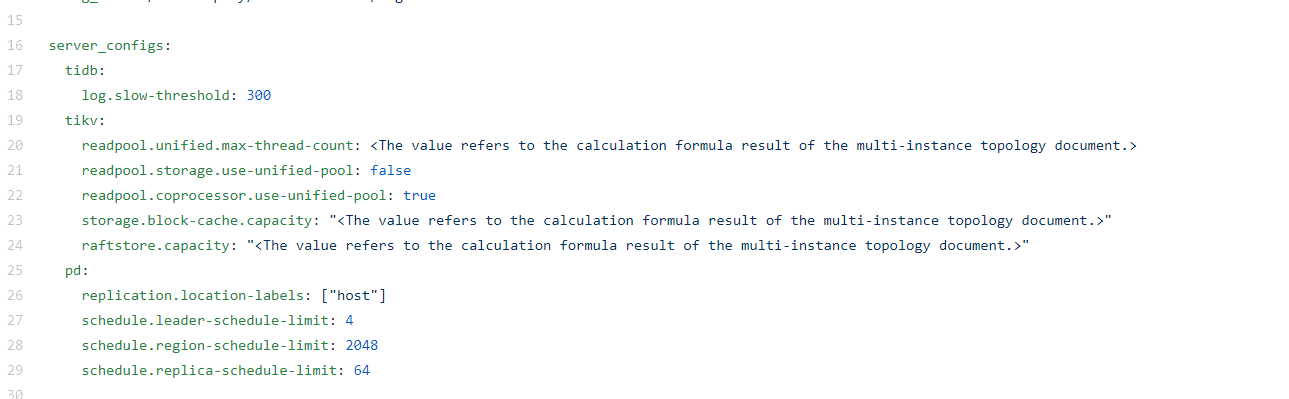 15
16 server_configs:
17 tidb:
18 log.slow-threshold: 300
19 tikv:
20 readpool.unified.max-thread-count: <The value refers to the calculation formula result of the multi-instance topology document.>
21 readpool.storage.use-unified-pool: false
22 readpool.coprocessor.use-unified-pool: true
23 storage.block-cache.capacity: "<The value refers to the calculation formula result of the multi-instance topology document.>"
24 raftstore.capacity: "<The value refers to the calculation formula result of the multi-instance topology document.>"
25 pd:
26 replication.location-labels: ["host"]
27 schedule.leader-schedule-limit: 4
28 schedule.region-schedule-limit: 2048
29 schedule.replica-schedule-limit: 64
30